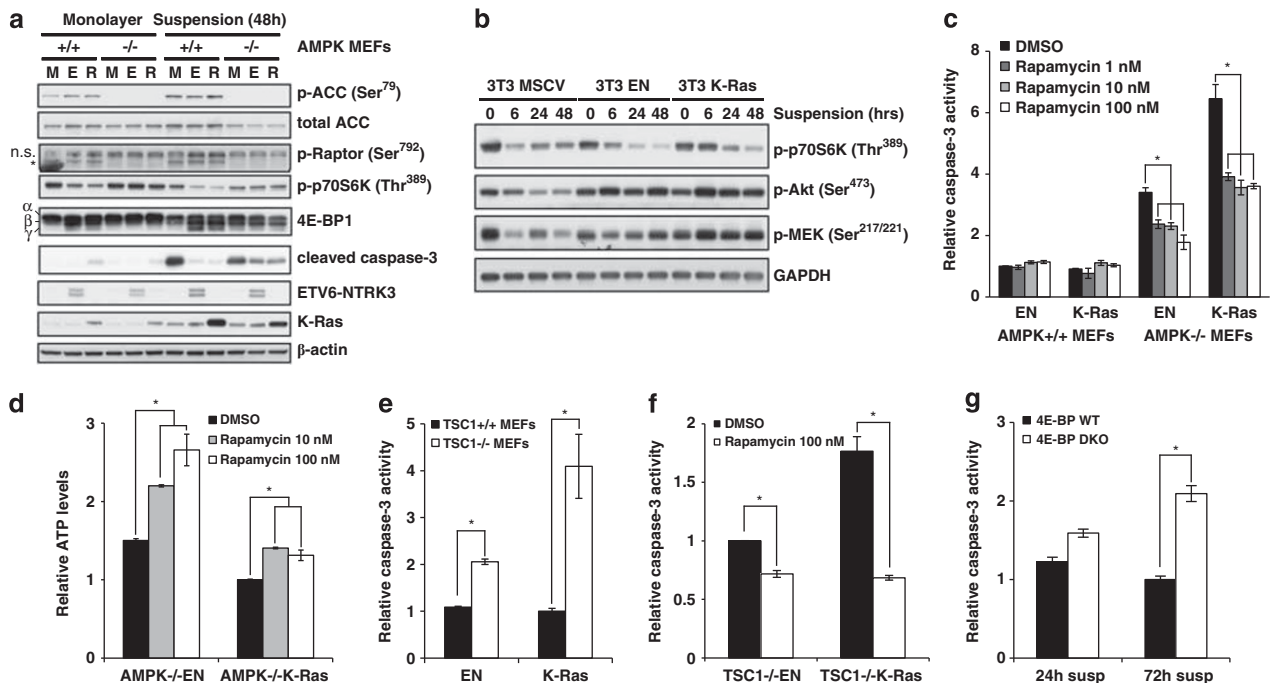 a
Monolayer Suspension (48h)
+/+ -/- +/+ -/- AMPK MEFs
M E R M E R M E R M E R
p-ACC (Ser79)
total ACC
n.s. p-Raptor (Ser792)
*
p-p70S6K (Thr389)
α
β 4E-BP1
γ
cleaved caspase-3
ETV6-NTRK3
K-Ras
β-actin
b
3T3 MSCV 3T3 EN 3T3 K-Ras
0 6 24 48 0 6 24 48 0 6 24 48 Suspension (hrs)
p-p70S6K (Thr389)
p-Akt (Ser473)
p-MEK (Ser217/221)
GAPDH
c
Relative caspase-3 activity
8
6
4
2
0
DMSO
Rapamycin 1 nM
Rapamycin 10 nM
Rapamycin 100 nM
*
*
EN K-Ras EN K-Ras
AMPK+/+ MEFs AMPK-/- MEFs
d
Relative ATP levels
3
2
1
0
DMSO
Rapamycin 10 nM
Rapamycin 100 nM
*
*
AMPK-/-EN AMPK-/-K-Ras
e
Relative caspase-3 activity
5
4
3
2
1
0
TSC1+/+ MEFs
TSC1-/- MEFs
*
*
EN K-Ras
f
Relative caspase-3 activity
2
1.5
1
0.5
0
DMSO
Rapamycin 100 nM
*
*
TSC1-/-EN TSC1-/-K-Ras
g
Relative caspase-3 activity
3
2
1
0
4E-BP WT
4E-BP DKO
*
24h susp 72h susp